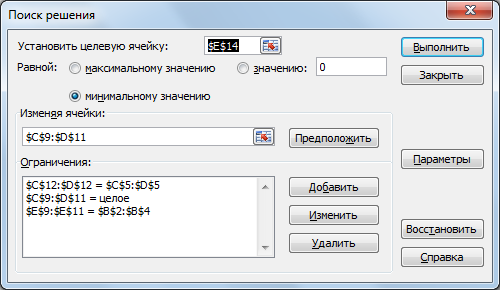 Поиск решения
Установить целевую ячейку: $E$14 Выполнить
Равной: максимальному значению значению: 0 Закрыть
минимальному значению
Изменяя ячейки:
$C$9:$D$11 Предположить
Ограничения: Параметры
$C$12:$D$12 = $C$5:$D$5 Добавить
$C$9:$D$11 = целое
$E$9:$E$11 = $B$2:$B$4 Изменить
Восстановить
Удалить
Справка